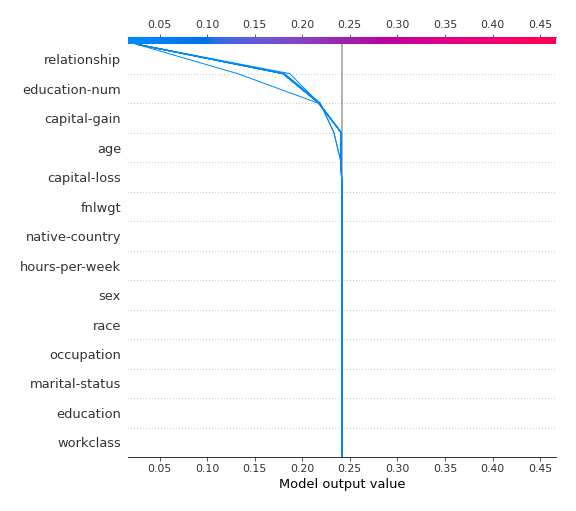 0.05 0.10 0.15 0.20 0.25 0.30 0.35 0.40 0.45
relationship
education-num
capital-gain
age
capital-loss
fnlwgt
native-country
hours-per-week
sex
race
occupation
marital-status
education
workclass
0.05 0.10 0.15 0.20 0.25 0.30 0.35 0.40 0.45
Model output value